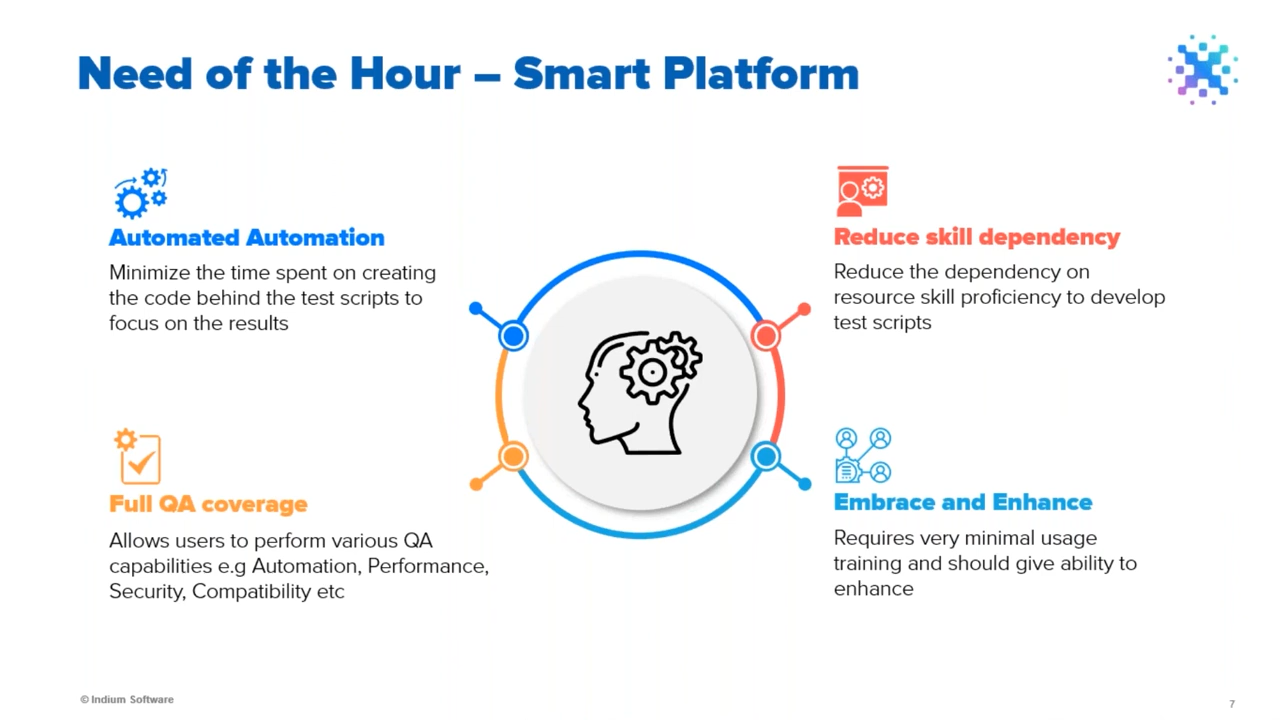 Need of the Hour – Smart Platform
Automated Automation
Minimize the time spent on creating
the code behind the test scripts to
focus on the results
Reduce skill dependency
Reduce the dependency on
resource skill proficiency to develop
test scripts
Full QA coverage
Allows users to perform various QA
capabilities e.g Automation, Performance,
Security, Compatibility etc
Embrace and Enhance
Requires very minimal usage
training and should give ability to
enhance
© Indium Software
7